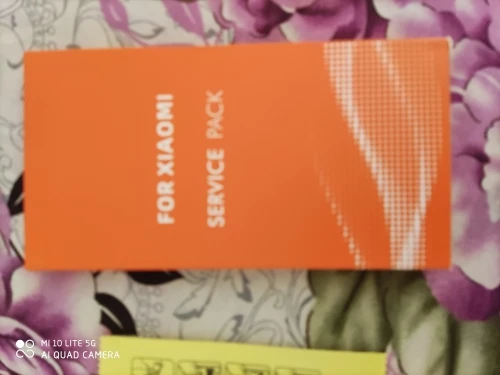 FOR XIAOMI
SERVICE PACK
MI 10 LITE 5G
AI QUAD CAMERA